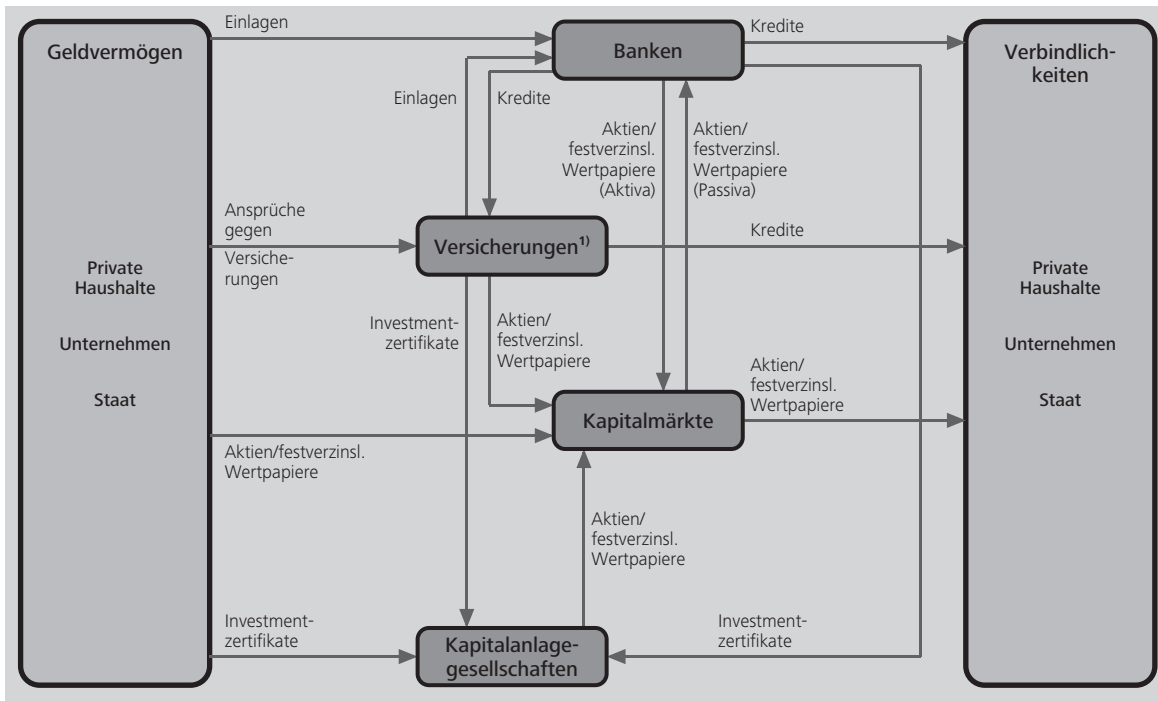 Einlagen
Geldvermögen
Banken
Kredite
Verbindlich-
keiten
Einlagen
Kredite
Aktien/
festverzinsl.
Wertpapiere
(Aktiva)
Aktien/
festverzinsl.
Wertpapiere
(Passiva)
Ansprüche
gegen
Versiche-
rungen
Versicherungen¹⁾
Kredite
Private
Haushalte
Unternehmen
Staat
Private
Haushalte
Unternehmen
Staat
Investment-
zertifikate
Aktien/
festverzinsl.
Wertpapiere
Kapitalmärkte
Aktien/
festverzinsl.
Wertpapiere
Aktien/festverzinsl.
Wertpapiere
Aktien/
festverzinsl.
Wertpapiere
Investment-
zertifikate
Kapitalanlage-
gesellschaften
Investment-
zertifikate